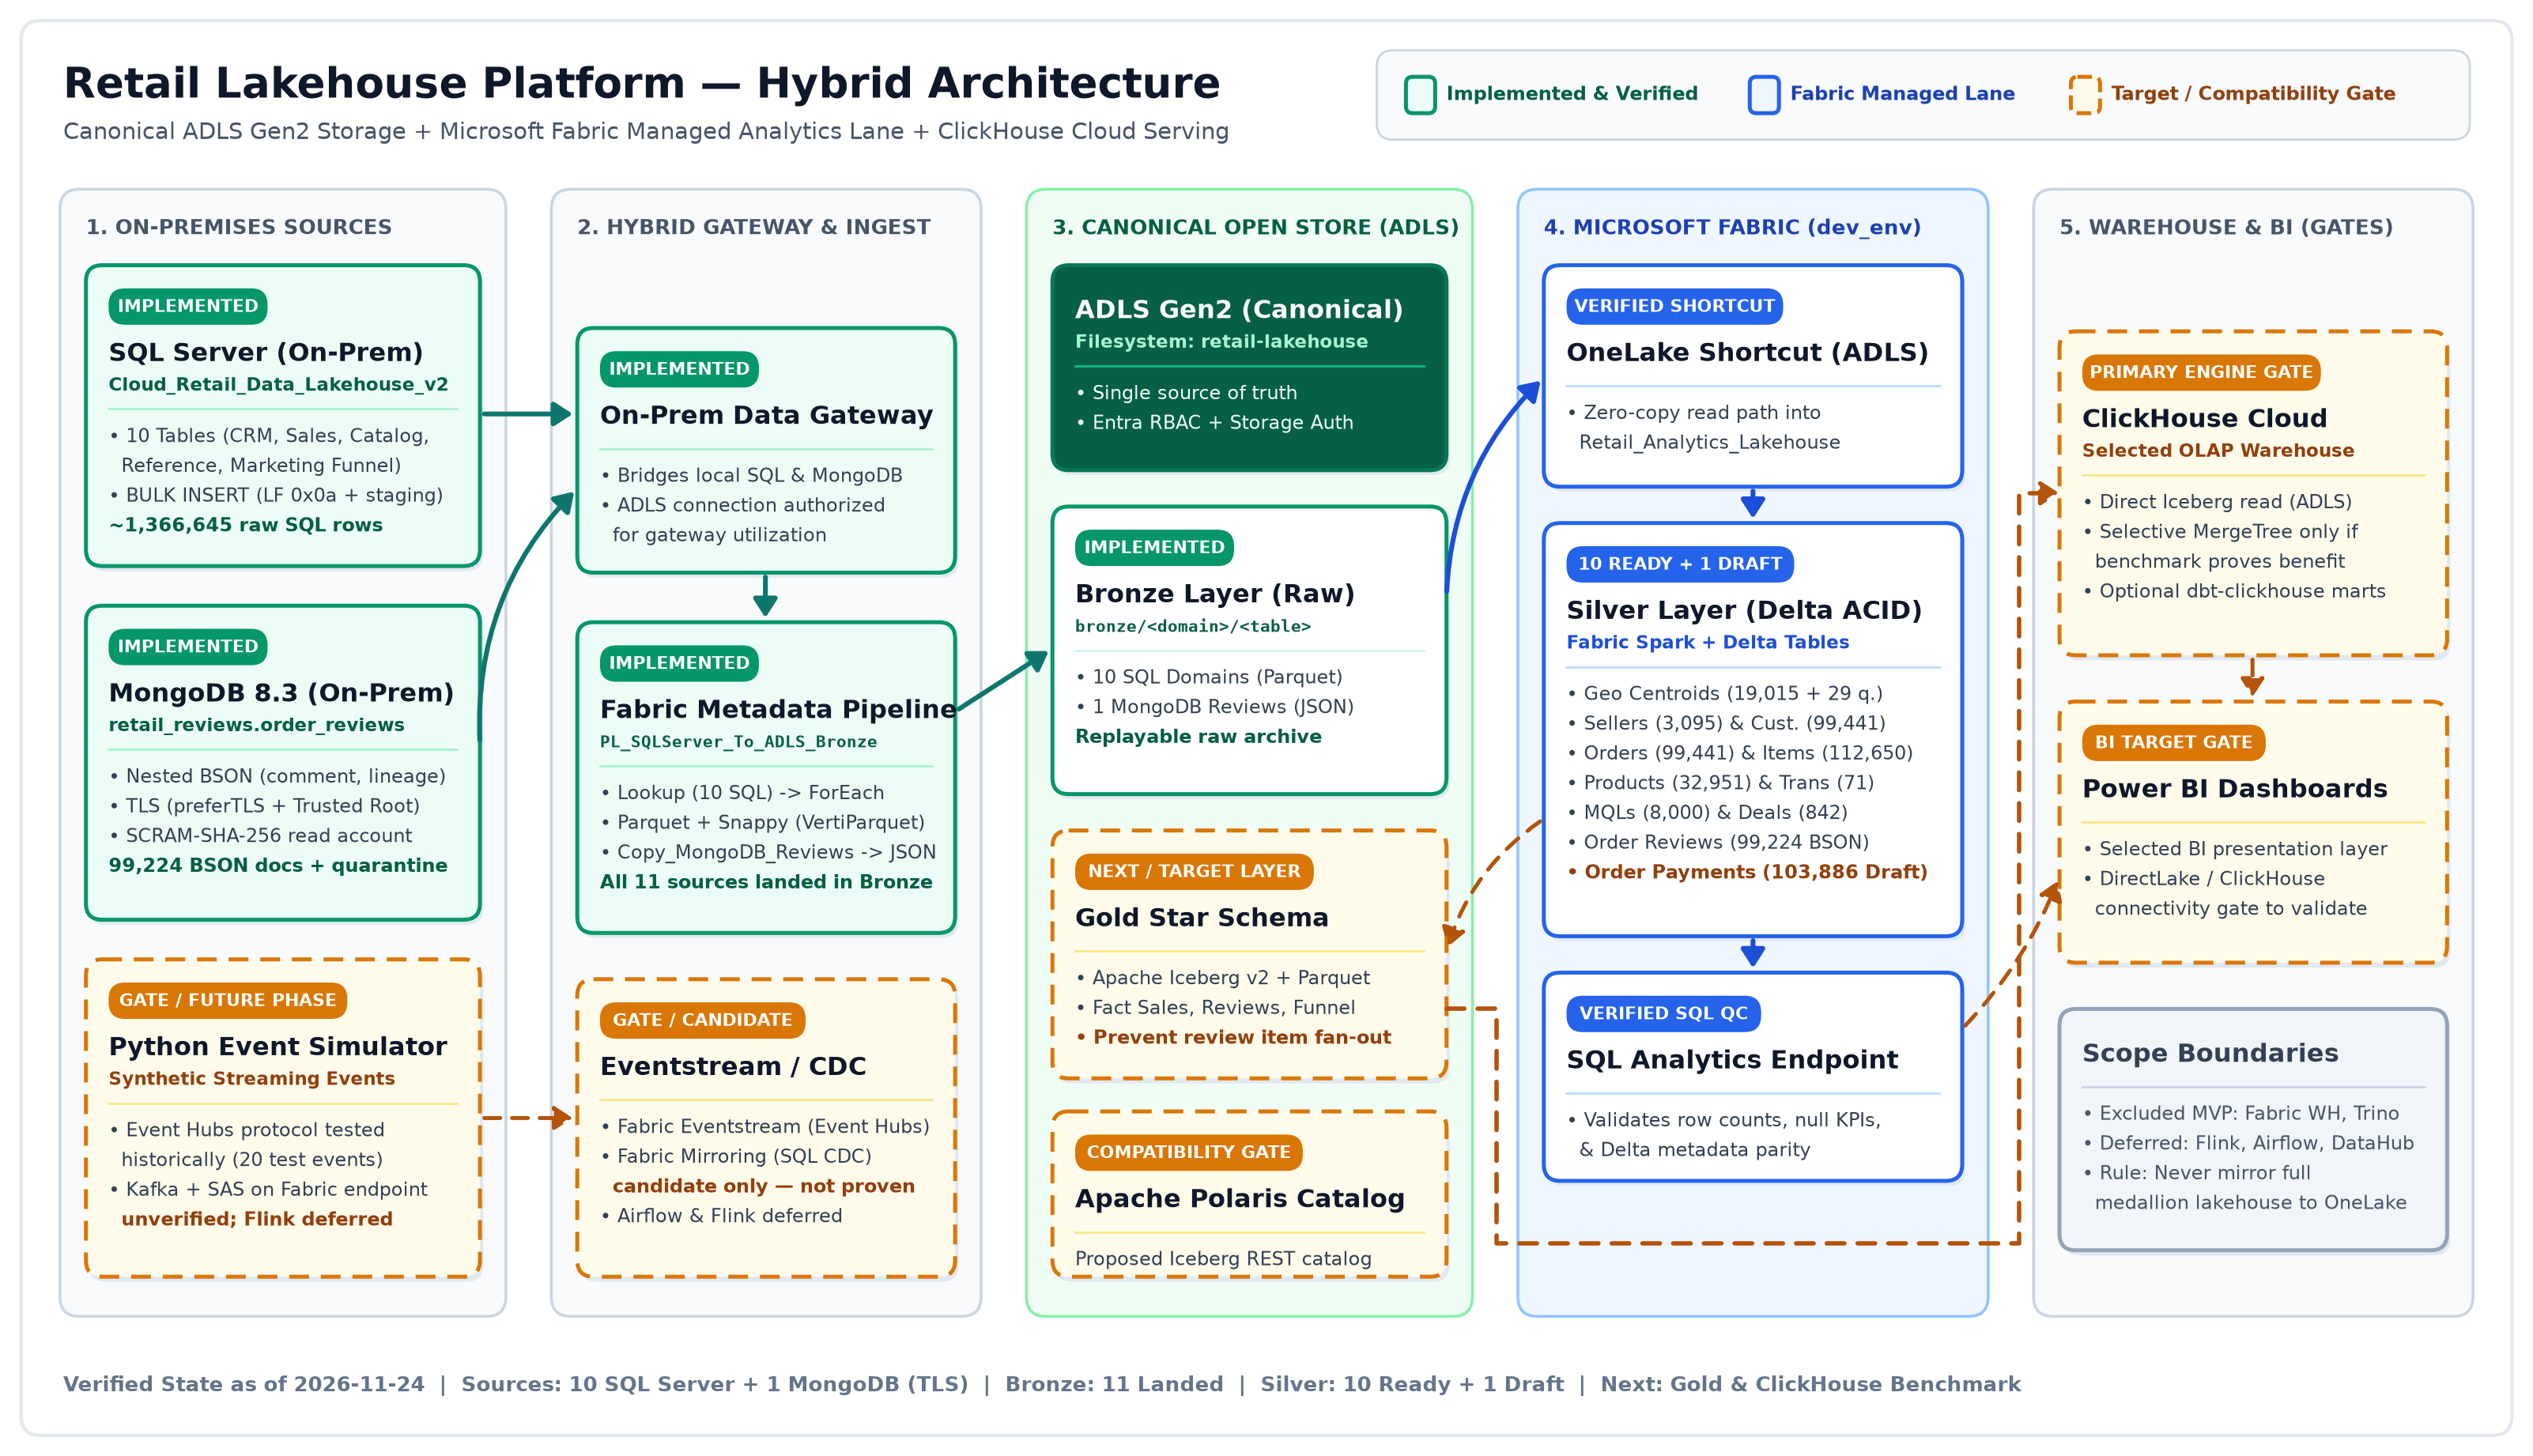 Retail Lakehouse Platform — Hybrid Architecture
Canonical ADLS Gen2 Storage + Microsoft Fabric Managed Analytics Lane + ClickHouse Cloud Serving
Implemented & Verified
Fabric Managed Lane
Target / Compatibility Gate
1. ON-PREMISES SOURCES
IMPLEMENTED
SQL Server (On-Prem)
Cloud_Retail_Data_Lakehouse_v2
• 10 Tables (CRM, Sales, Catalog,
Reference, Marketing Funnel)
• BULK INSERT (LF 0x0a + staging)
~1,366,645 raw SQL rows
IMPLEMENTED
MongoDB 8.3 (On-Prem)
retail_reviews.order_reviews
• Nested BSON (comment, lineage)
• TLS (preferTLS + Trusted Root)
• SCRAM-SHA-256 read account
99,224 BSON docs + quarantine
GATE / FUTURE PHASE
Python Event Simulator
Synthetic Streaming Events
• Event Hubs protocol tested
historically (20 test events)
• Kafka + SAS on Fabric endpoint
unverified; Flink deferred
2. HYBRID GATEWAY & INGEST
IMPLEMENTED
On-Prem Data Gateway
• Bridges local SQL & MongoDB
• ADLS connection authorized
for gateway utilization
IMPLEMENTED
Fabric Metadata Pipeline
PL_SQLServer_To_ADLS_Bronze
• Lookup (10 SQL) -> ForEach
• Parquet + Snappy (VertiParquet)
• Copy_MongoDB_Reviews -> JSON
All 11 sources landed in Bronze
GATE / CANDIDATE
Eventstream / CDC
• Fabric Eventstream (Event Hubs)
• Fabric Mirroring (SQL CDC)
candidate only — not proven
• Airflow & Flink deferred
3. CANONICAL OPEN STORE (ADLS)
ADLS Gen2 (Canonical)
Filesystem: retail-lakehouse
• Single source of truth
• Entra RBAC + Storage Auth
IMPLEMENTED
Bronze Layer (Raw)
bronze/<domain>/<table>
• 10 SQL Domains (Parquet)
• 1 MongoDB Reviews (JSON)
Replayable raw archive
NEXT / TARGET LAYER
Gold Star Schema
• Apache Iceberg v2 + Parquet
• Fact Sales, Reviews, Funnel
• Prevent review item fan-out
COMPATIBILITY GATE
Apache Polaris Catalog
Proposed Iceberg REST catalog
4. MICROSOFT FABRIC (dev_env)
VERIFIED SHORTCUT
OneLake Shortcut (ADLS)
• Zero-copy read path into
Retail_Analytics_Lakehouse
10 READY + 1 DRAFT
Silver Layer (Delta ACID)
Fabric Spark + Delta Tables
• Geo Centroids (19,015 + 29 q.)
• Sellers (3,095) & Cust. (99,441)
• Orders (99,441) & Items (112,650)
• Products (32,951) & Trans (71)
• MQLs (8,000) & Deals (842)
• Order Reviews (99,224 BSON)
• Order Payments (103,886 Draft)
VERIFIED SQL QC
SQL Analytics Endpoint
• Validates row counts, null KPIs,
& Delta metadata parity
5. WAREHOUSE & BI (GATES)
PRIMARY ENGINE GATE
ClickHouse Cloud
Selected OLAP Warehouse
• Direct Iceberg read (ADLS)
• Selective MergeTree only if
benchmark proves benefit
• Optional dbt-clickhouse marts
BI TARGET GATE
Power BI Dashboards
• Selected BI presentation layer
• DirectLake / ClickHouse
connectivity gate to validate
Scope Boundaries
• Excluded MVP: Fabric WH, Trino
• Deferred: Flink, Airflow, DataHub
• Rule: Never mirror full
medallion lakehouse to OneLake
Verified State as of 2026-11-24 | Sources: 10 SQL Server + 1 MongoDB (TLS) | Bronze: 11 Landed | Silver: 10 Ready + 1 Draft | Next: Gold & ClickHouse Benchmark